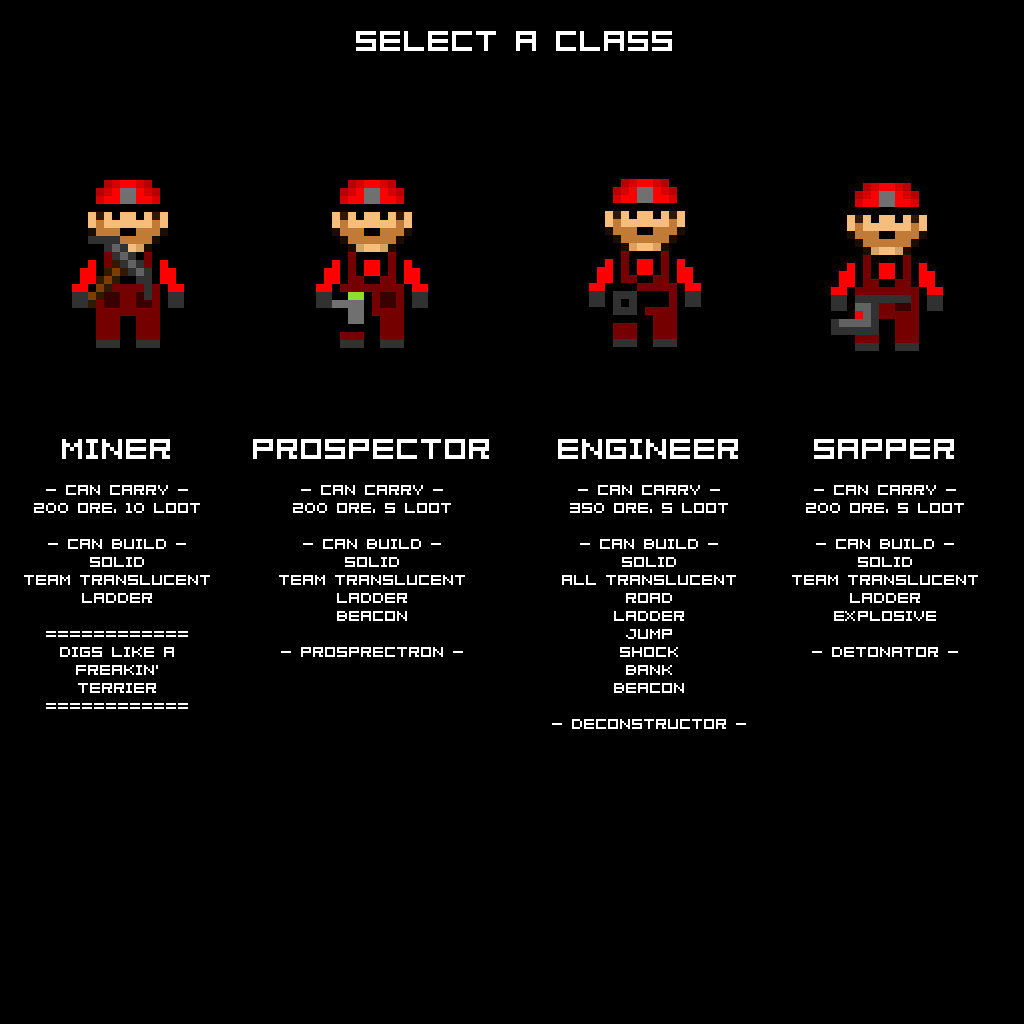 SELECT A CLASS
MINER
- CAN CARRY -
200 ORE, 10 LOOT
- CAN BUILD -
SOLID
TEAM TRANSLUCENT
LADDER
============
DIGS LIKE A
FREAKIN'
TERRIER
============
PROSPECTOR
- CAN CARRY -
200 ORE, 5 LOOT
- CAN BUILD -
SOLID
TEAM TRANSLUCENT
LADDER
BEACON
- PROSPRECTRON -
ENGINEER
- CAN CARRY -
350 ORE, 5 LOOT
- CAN BUILD -
SOLID
ALL TRANSLUCENT
ROAD
LADDER
JUMP
SHOCK
BANK
BEACON
- DECONSTRUCTOR -
SAPPER
- CAN CARRY -
200 ORE, 5 LOOT
- CAN BUILD -
SOLID
TEAM TRANSLUCENT
LADDER
EXPLOSIVE
- DETONATOR -